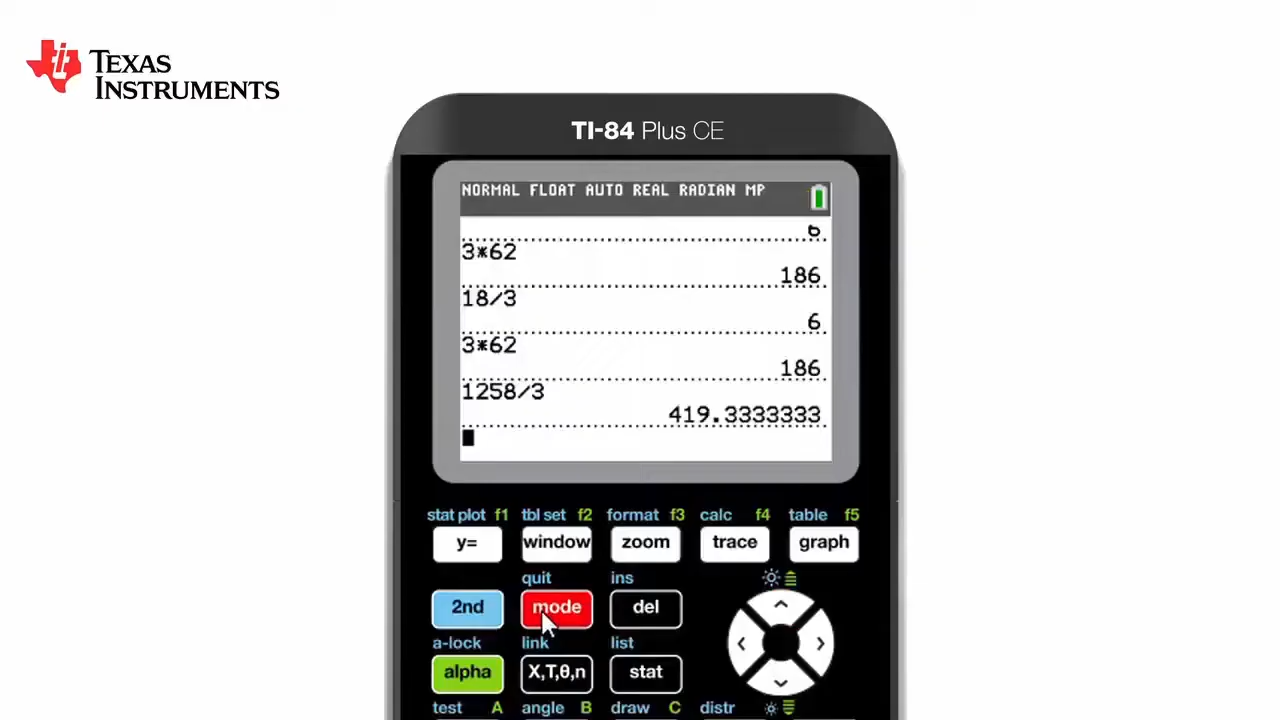 TEXAS
INSTRUMENTS
TI-84 Plus CE
NORMAL FLOAT AUTO REAL RADIAN MP
6
3*62
186
18/3
6
3*62
186
1258/3
419.3333333
stat plot f1 tbl set f2 format f3 calc f4 table f5
y= window zoom trace graph
quit ins
2nd mode del
a-lock link list
alpha X,T,θ,n stat
test A angle B draw C distr